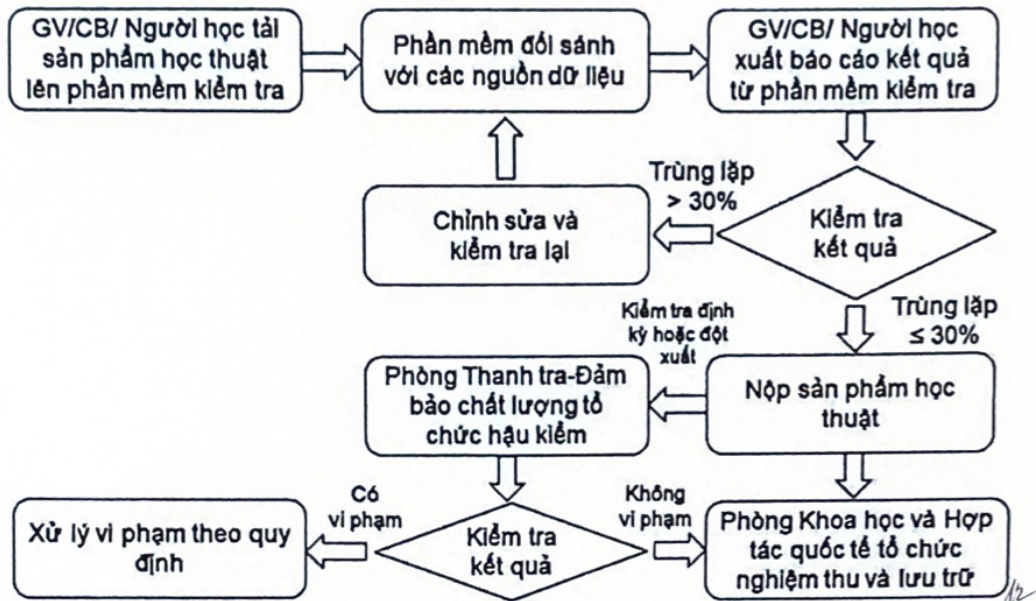 GV/CB/ Người học tải
sản phẩm học thuật
lên phần mềm kiểm tra
Phần mềm đối sánh
với các nguồn dữ liệu
GV/CB/ Người học
xuất báo cáo kết quả
từ phần mềm kiểm tra
Chỉnh sửa và
kiểm tra lại
Trùng lặp
> 30%
Kiểm tra
kết quả
Trùng lặp
≤ 30%
Kiểm tra định
kỳ hoặc đột
xuất
Phòng Thanh tra-Đảm
bảo chất lượng tổ
chức hậu kiểm
Nộp sản phẩm học
thuật
Xử lý vi phạm theo quy
định
Có
vi phạm
Kiểm tra
kết quả
Không
vi phạm
Phòng Khoa học và Hợp
tác quốc tế tổ chức
nghiệm thu và lưu trữ